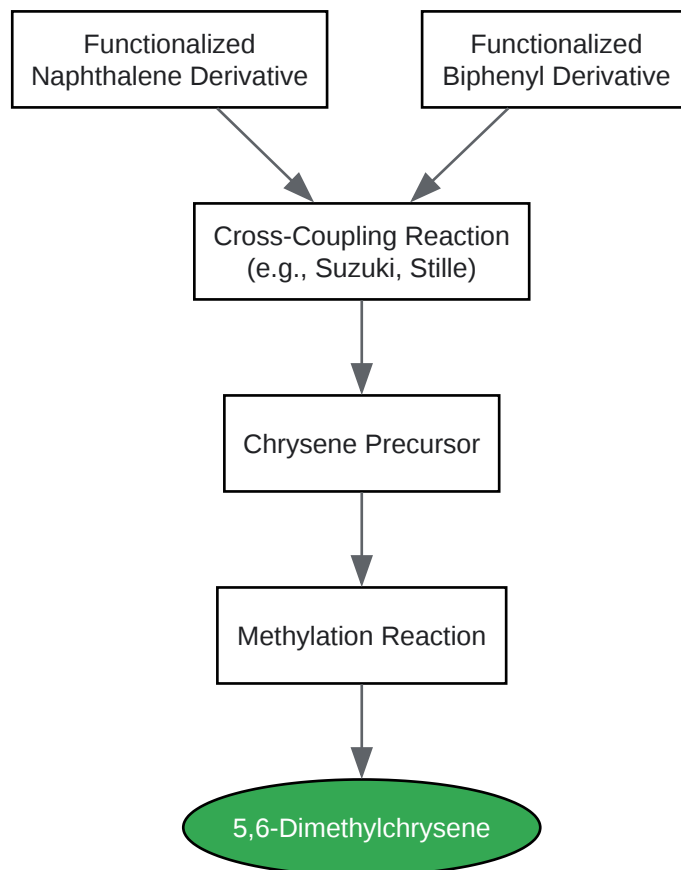 Functionalized
Naphthalene Derivative
Functionalized
Biphenyl Derivative
Cross-Coupling Reaction
(e.g., Suzuki, Stille)
Chrysene Precursor
Methylation Reaction
5,6-Dimethylchrysene